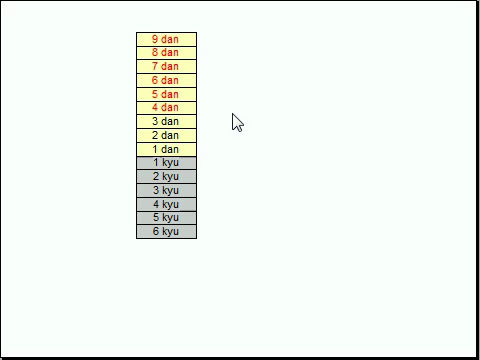 9 dan
8 dan
7 dan
6 dan
5 dan
4 dan
3 dan
2 dan
1 dan
1 kyu
2 kyu
3 kyu
4 kyu
5 kyu
6 kyu